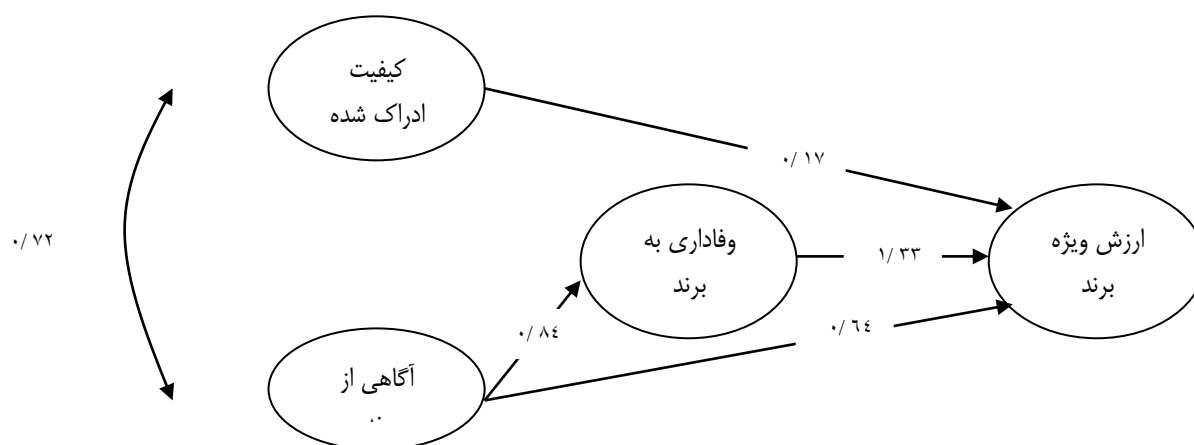 کیفیت
ادراک شده
۰/۱۷
۰/۷۲
وفاداری به
برند
۱/۳۳
ارزش ویژه
برند
۰/۸٤
۰/٦٤
آگاهی از